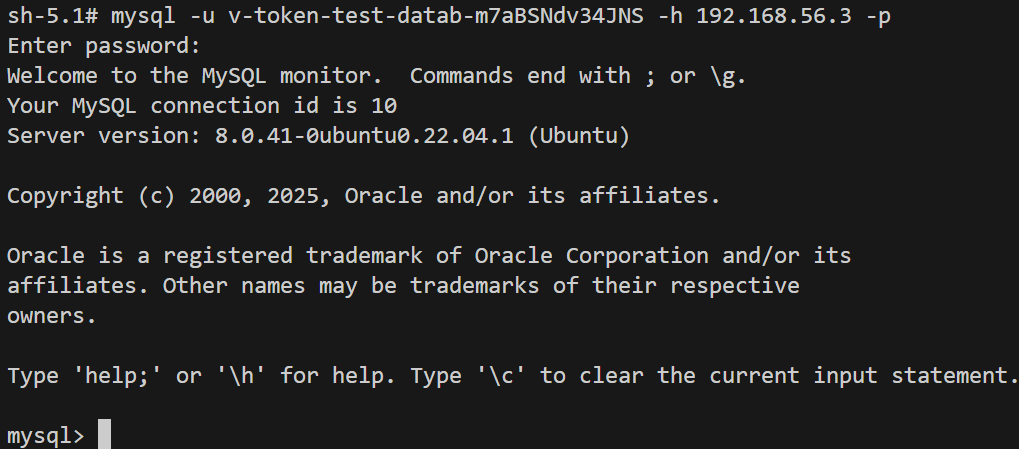 sh-5.1# mysql -u v-token-test-datab-m7aBSNdv34JNS -h 192.168.56.3 -p
Enter password:
Welcome to the MySQL monitor.  Commands end with ; or \g.
Your MySQL connection id is 10
Server version: 8.0.41-0ubuntu0.22.04.1 (Ubuntu)
Copyright (c) 2000, 2025, Oracle and/or its affiliates.
Oracle is a registered trademark of Oracle Corporation and/or its
affiliates. Other names may be trademarks of their respective
owners.
Type 'help;' or '\h' for help. Type '\c' to clear the current input statement.
mysql>